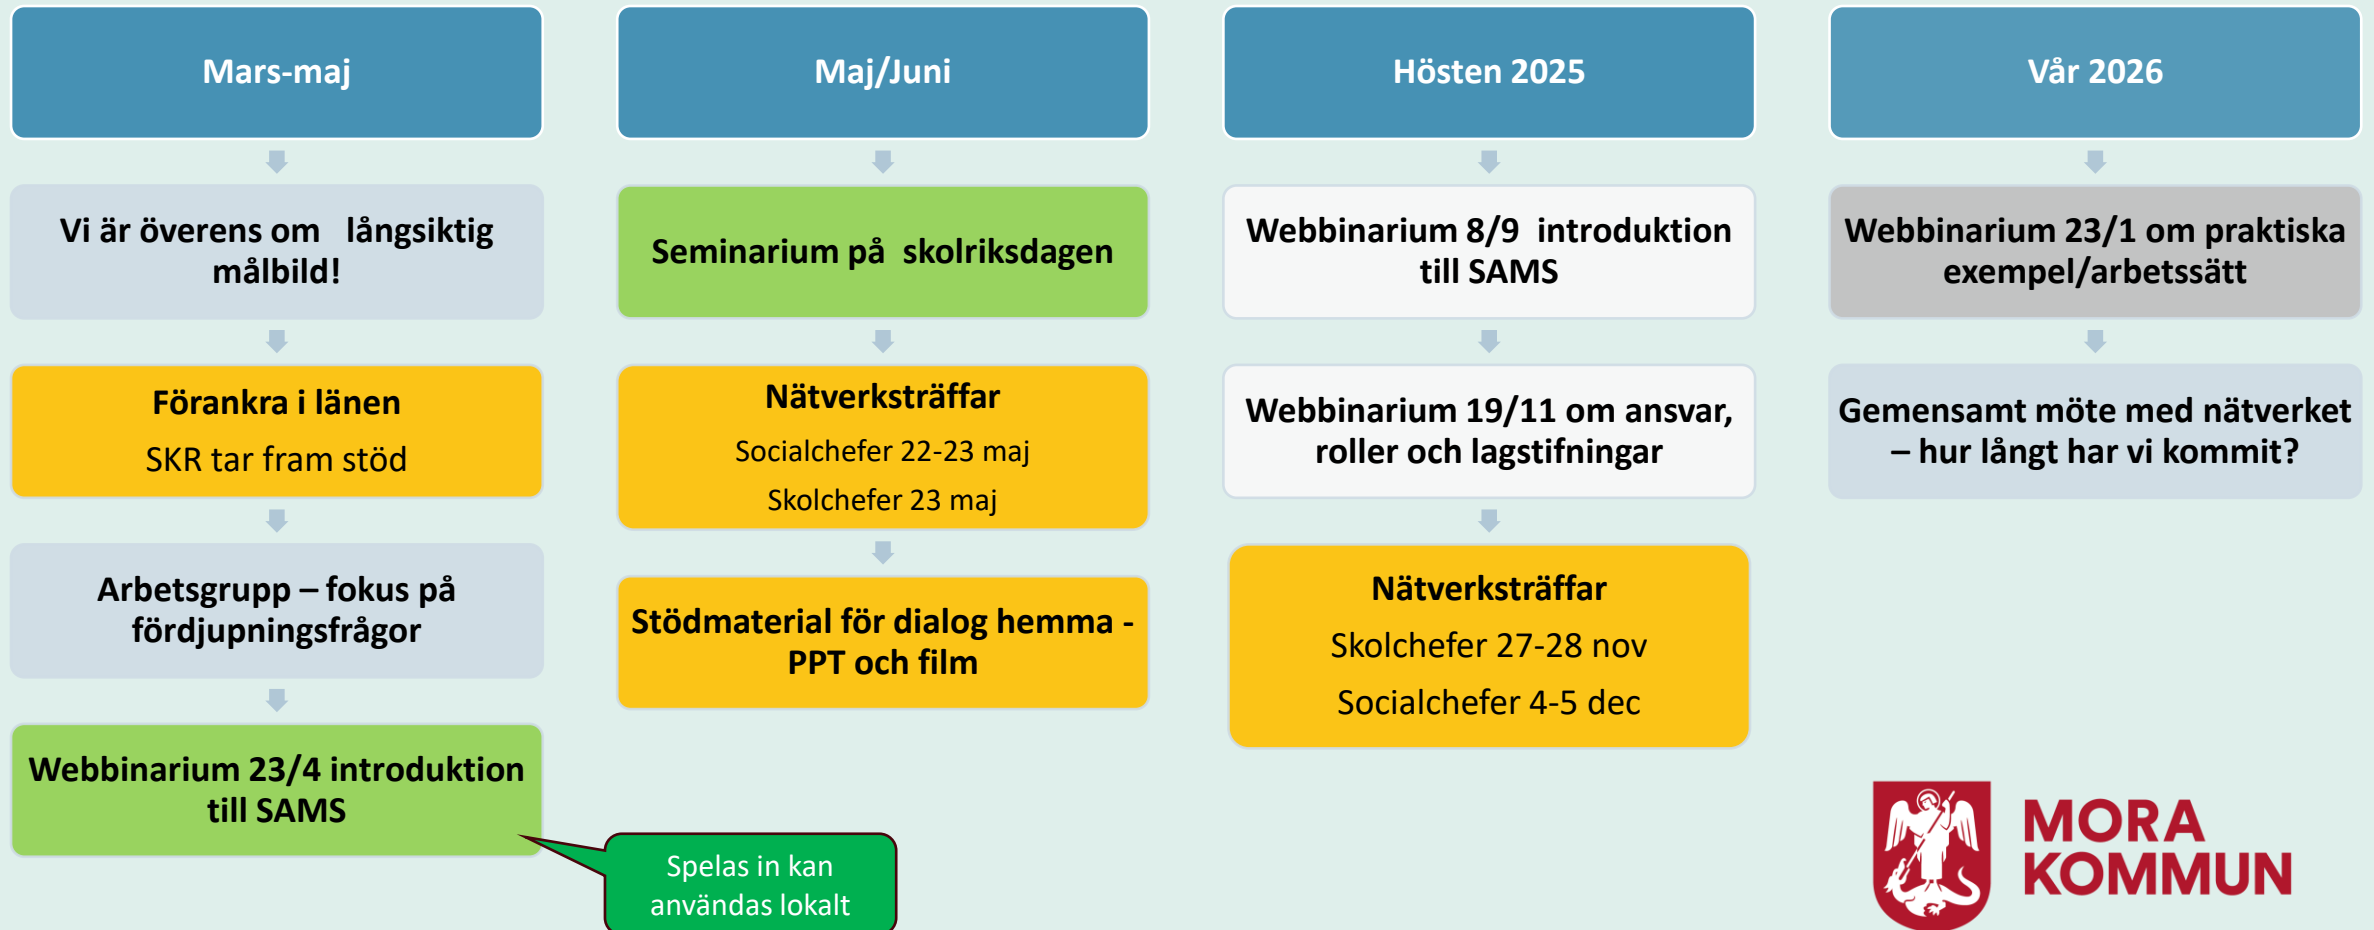 Mars-maj
Vi är överens om långsiktig
målbild!
Förankra i länen
SKR tar fram stöd
Arbetsgrupp – fokus på
fördjupningsfrågor
Webbinarium 23/4 introduktion
till SAMS
Spelas in kan
användas lokalt
Maj/Juni
Seminarium på skolriksdagen
Nätverksträffar
Socialchefer 22-23 maj
Skolchefer 23 maj
Stödmaterial för dialog hemma -
PPT och film
Hösten 2025
Webbinarium 8/9 introduktion
till SAMS
Webbinarium 19/11 om ansvar,
roller och lagstifningar
Nätverksträffar
Skolchefer 27-28 nov
Socialchefer 4-5 dec
Vår 2026
Webbinarium 23/1 om praktiska
exempel/arbetssätt
Gemensamt möte med nätverket
– hur långt har vi kommit?
MORA
KOMMUN